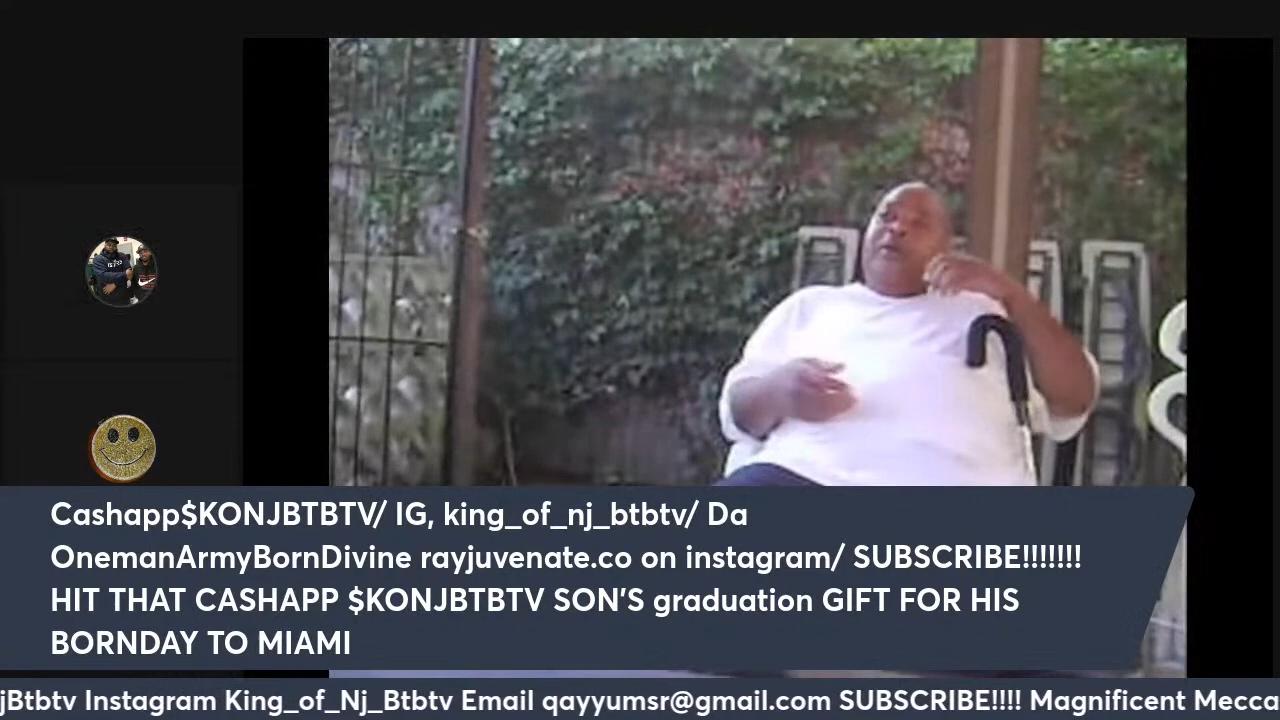 Cashapp$KONJBTBTV/ IG, king_of_nj_btbtv/ Da
OnemanArmyBornDivine rayjuvenate.co on instagram/ SUBSCRIBE!!!!!!!
HIT THAT CASHAPP $KONJBTBTV SON'S graduation GIFT FOR HIS
BORNDAY TO MIAMI
jBtbtv Instagram King_of_Nj_Btbtv Email qayyumsr@gmail.com SUBSCRIBE!!!! Magnificent Mecca